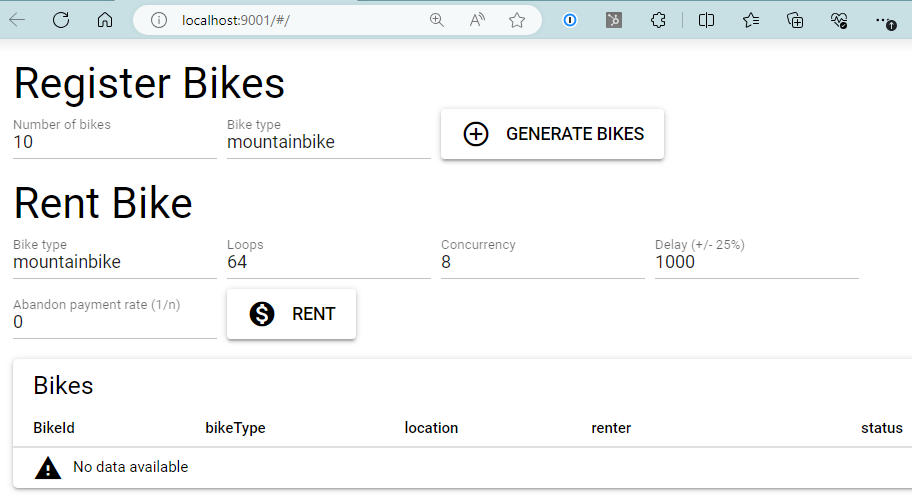 localhost:9001/#/
Register Bikes
Number of bikes Bike type
10 mountainbike GENERATE BIKES
Rent Bike
Bike type Loops Concurrency Delay (+/- 25%)
mountainbike 64 8 1000
Abandon payment rate (1/n)
0 RENT
Bikes
BikeId bikeType location renter status
No data available